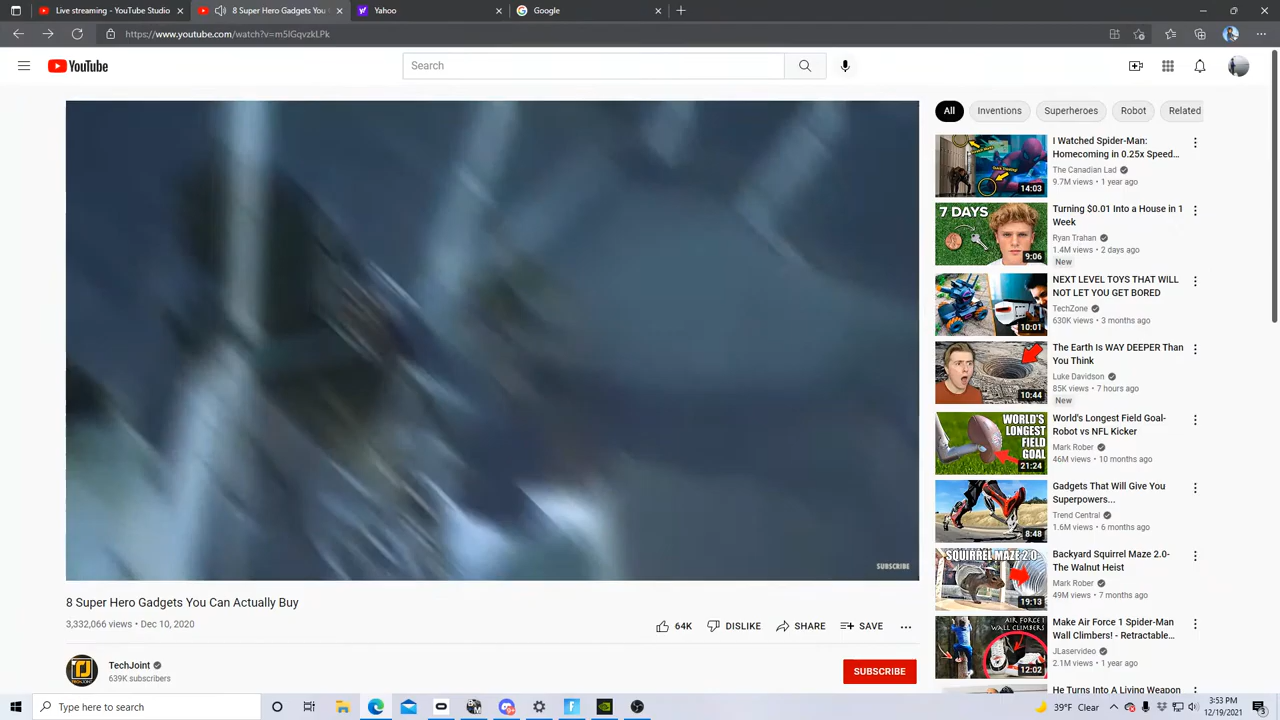 Live streaming - YouTube Studio
8 Super Hero Gadgets You
Yahoo
Google
https://www.youtube.com/watch?v=m5lGqvzkLPk
YouTube
Search
All
Inventions
Superheroes
Robot
Related
I Watched Spider-Man:
Homecoming in 0.25x Speed...
The Canadian Lad
9.7M views • 1 year ago
14:03
7 DAYS
9:06
Turning $0.01 Into a House in 1
Week
Ryan Trahan
1.4M views • 2 days ago
New
10:01
NEXT LEVEL TOYS THAT WILL
NOT LET YOU GET BORED
TechZone
630K views • 3 months ago
10:44
The Earth Is WAY DEEPER Than
You Think
Luke Davidson
85K views • 7 hours ago
New
WORLD'S
LONGEST
FIELD
GOAL
21:24
World's Longest Field Goal-
Robot vs NFL Kicker
Mark Rober
46M views • 10 months ago
8:48
Gadgets That Will Give You
Superpowers...
Trend Central
1.6M views • 6 months ago
SQUIRREL MAZE 2.0
19:13
Backyard Squirrel Maze 2.0-
The Walnut Heist
Mark Rober
49M views • 7 months ago
AIR FORCE 1
WALL CLIMBERS
12:02
Make Air Force 1 Spider-Man
Wall Climbers! - Retractable...
JLaservideo
2.1M views • 1 year ago
He Turns Into A Living Weapon
SUBSCRIBE
8 Super Hero Gadgets You Can Actually Buy
3,332,066 views • Dec 10, 2020
64K
DISLIKE
SHARE
SAVE
TechJoint
639K subscribers
SUBSCRIBE
Type here to search
39°F Clear
3:53 PM
12/19/2021